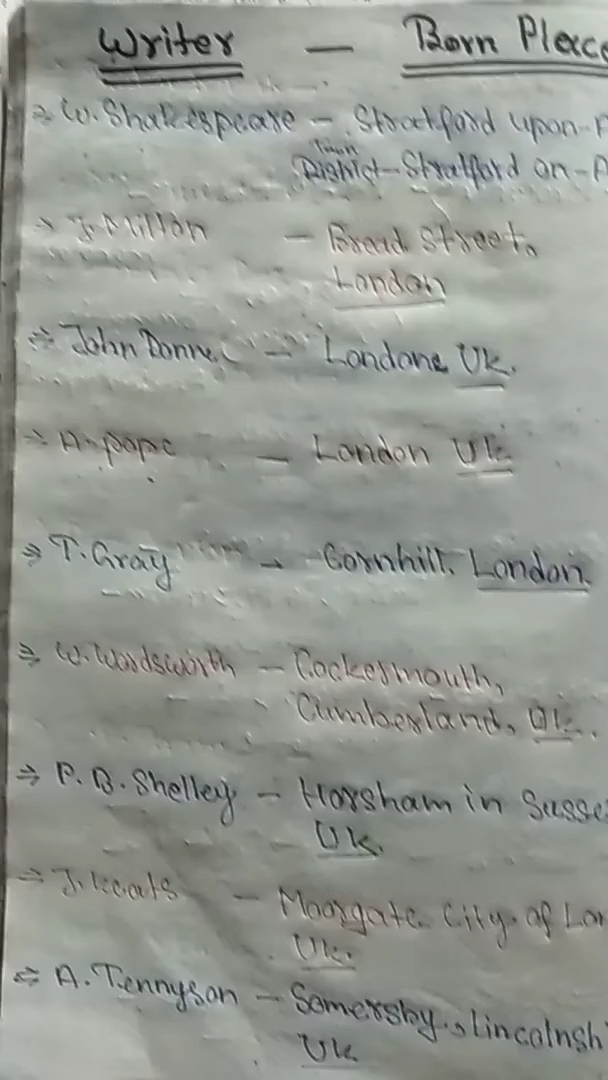 Writer — Born Place
⇒ W. Shakespeare – Stratford upon-A
Town
District-Stratford on-A
→ J. Milton – Bread Street,
London
⇒ John Donne – Londone UK.
→ A. pope – London UK.
⇒ T. Gray – Cornhill. London.
⇒ W. Wordsworth – Cockermouth,
Cumberland, UK.
⇒ P. B. Shelley – Horsham in Susse
UK.
⇒ J. keats – Moorgate. City. of Lon
UK.
⇒ A. Tennyson – Somersby., Lincolnsh
UK